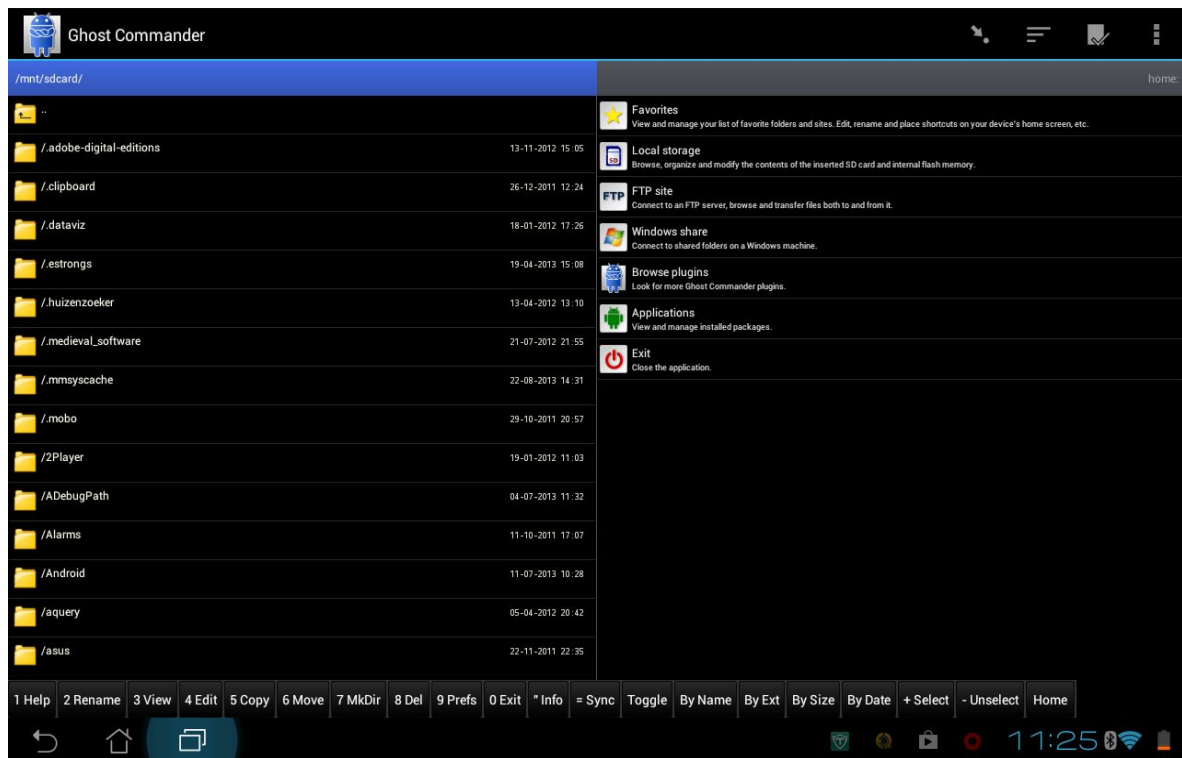 Ghost Commander
/mnt/sdcard/
home:
..
/.adobe-digital-editions 13-11-2012 15:05
/.clipboard 26-12-2011 12:24
/.dataviz 18-01-2012 17:26
/.estrongs 19-04-2013 15:08
/.huizenzoeker 13-04-2012 13:10
/.medieval_software 21-07-2012 21:55
/.mmsyscache 22-08-2013 14:31
/.mobo 29-10-2011 20:57
/2Player 19-01-2012 11:03
/ADebugPath 04-07-2013 11:32
/Alarms 11-10-2011 17:07
/Android 11-07-2013 10:28
/aquery 05-04-2012 20:42
/asus 22-11-2011 22:35
Favorites
View and manage your list of favorite folders and sites. Edit, rename and place shortcuts on your device's home screen, etc.
SD
Local storage
Browse, organize and modify the contents of the inserted SD card and internal flash memory.
FTP
FTP site
Connect to an FTP server, browse and transfer files both to and from it.
Windows share
Connect to shared folders on a Windows machine.
Browse plugins
Look for more Ghost Commander plugins.
Applications
View and manage installed packages.
Exit
Close the application.
1 Help 2 Rename 3 View 4 Edit 5 Copy 6 Move 7 MkDir 8 Del 9 Prefs 0 Exit " Info = Sync Toggle By Name By Ext By Size By Date + Select - Unselect Home
11:25